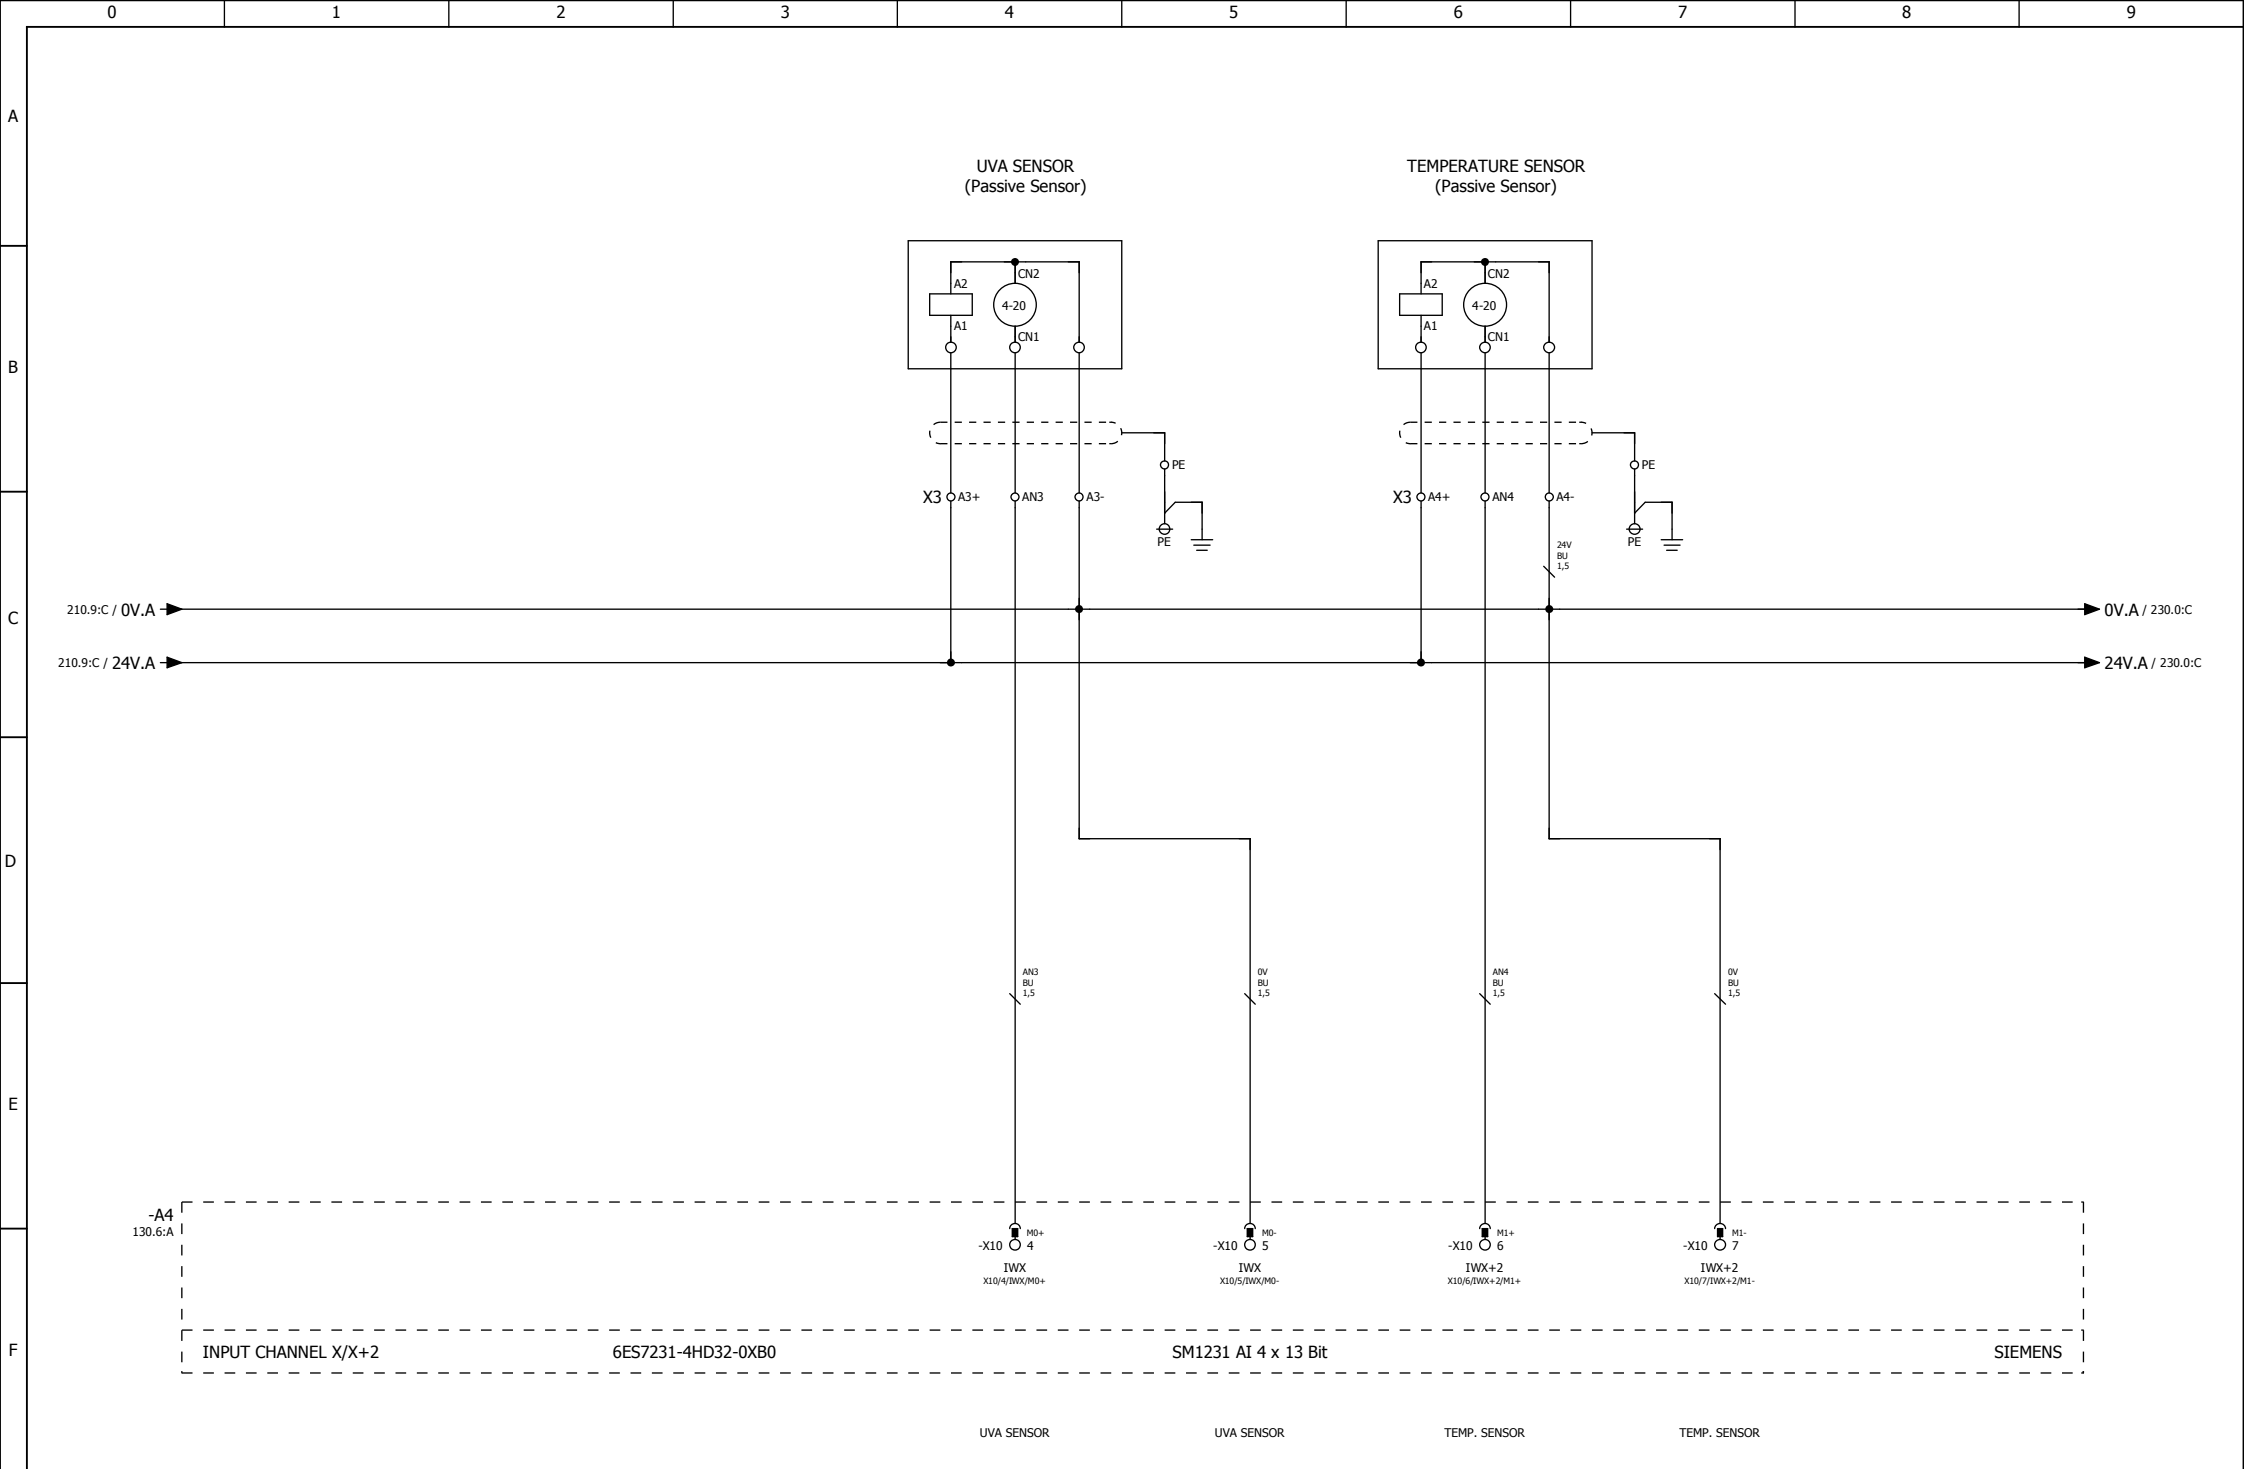 0 1 2 3 4 5 6 7 8 9
A
UVA SENSOR
(Passive Sensor)
TEMPERATURE SENSOR
(Passive Sensor)
A2 CN2 A2 CN2
4-20 4-20
A1 CN1 A1 CN1
B
PE PE
X3 A3+ AN3 A3- X3 A4+ AN4 A4-
PE PE
24V
BU
1,5
210.9:C / 0V.A 0V.A / 230.0:C
C
210.9:C / 24V.A 24V.A / 230.0:C
D
AN3 0V AN4 0V
BU BU BU BU
1,5 1,5 1,5 1,5
E
-A4
130.6:A
M0+ M0- M1+ M1-
-X10 4 -X10 5 -X10 6 -X10 7
IWX IWX IWX+2 IWX+2
X10/4/IWX/M0+ X10/5/IWX/M0- X10/6/IWX+2/M1+ X10/7/IWX+2/M1-
F
INPUT CHANNEL X/X+2 6ES7231-4HD32-0XB0 SM1231 AI 4 x 13 Bit SIEMENS
UVA SENSOR UVA SENSOR TEMP. SENSOR TEMP. SENSOR